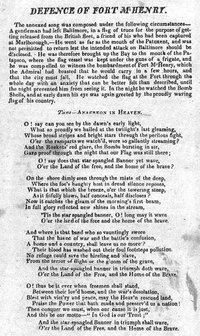 DEFENCE OF FORT M'HENRY.
The annexed song was composed under the following circumstances—
A gentleman had left Baltimore, in a flag of truce for the purpose of get-
ting released from the British fleet, a friend of his who had been captured
at Marlborough.—He went as far as the mouth of the Patuxent, and was
not permitted to return lest the intended attack on Baltimore should be
disclosed. He was therefore brought up the Bay to the mouth of the Pa-
tapsco, where the flag vessel was kept under the guns of a frigate, and
he was compelled to witness the bombardment of Fort M'Henry, which
the Admiral had boasted that he would carry in a few hours, and
that the city must fall. He watched the flag at the Fort through the
whole day with an anxiety that can be better felt than described, until
the night prevented him from seeing it. In the night he watched the Bomb
Shells, and at early dawn his eye was again greeted by the proudly waving
flag of his country.
Tune—ANACREON IN HEAVEN.
O! say can you see by the dawn's early light,
What so proudly we hailed at the twilight's last gleaming,
Whose broad stripes and bright stars through the perilous fight,
O'er the ramparts we watch'd, were so gallantly streaming?
And the Rockets' red glare, the Bombs bursting in air,
Gave proof through the night that our Flag was still there;
O! say does that star-spangled Banner yet wave,
O'er the Land of the free, and the home of the brave?
On the shore dimly seen through the mists of the deep,
Where the foe's haughty host in dread silence reposes,
What is that which the breeze, o'er the towering steep,
As it fitfully blows, half conceals, half discloses?
Now it catches the gleam of the morning's first beam,
In full glory reflected now shines in the stream,
'Tis the star spangled banner, O! long may it wave
O'er the land of the free and the home of the brave.
And where is that band who so vauntingly swore
That the havoc of war and the battle's confusion,
A home and a country, shall leave us no more?
Their blood has washed out their foul footsteps pollution.
No refuge could save the hireling and slave,
From the terror of flight or the gloom of the grave,
And the star-spangled banner in triumph doth wave,
O'er the Land of the Free, and the Home of the Brave.
O! thus be it ever when freemen shall stand,
Between their lov'd home, and the war's desolation,
Blest with vict'ry and peace, may the Heav'n rescued land,
Praise the Power that hath made and preserv'd us a nation!
Then conquer we must, when our cause it is just,
And this be our motto—"In God is our Trust;"
And the star-spangled Banner in triumph shall wave,
O'er the Land of the Free, and the Home of the Brave.